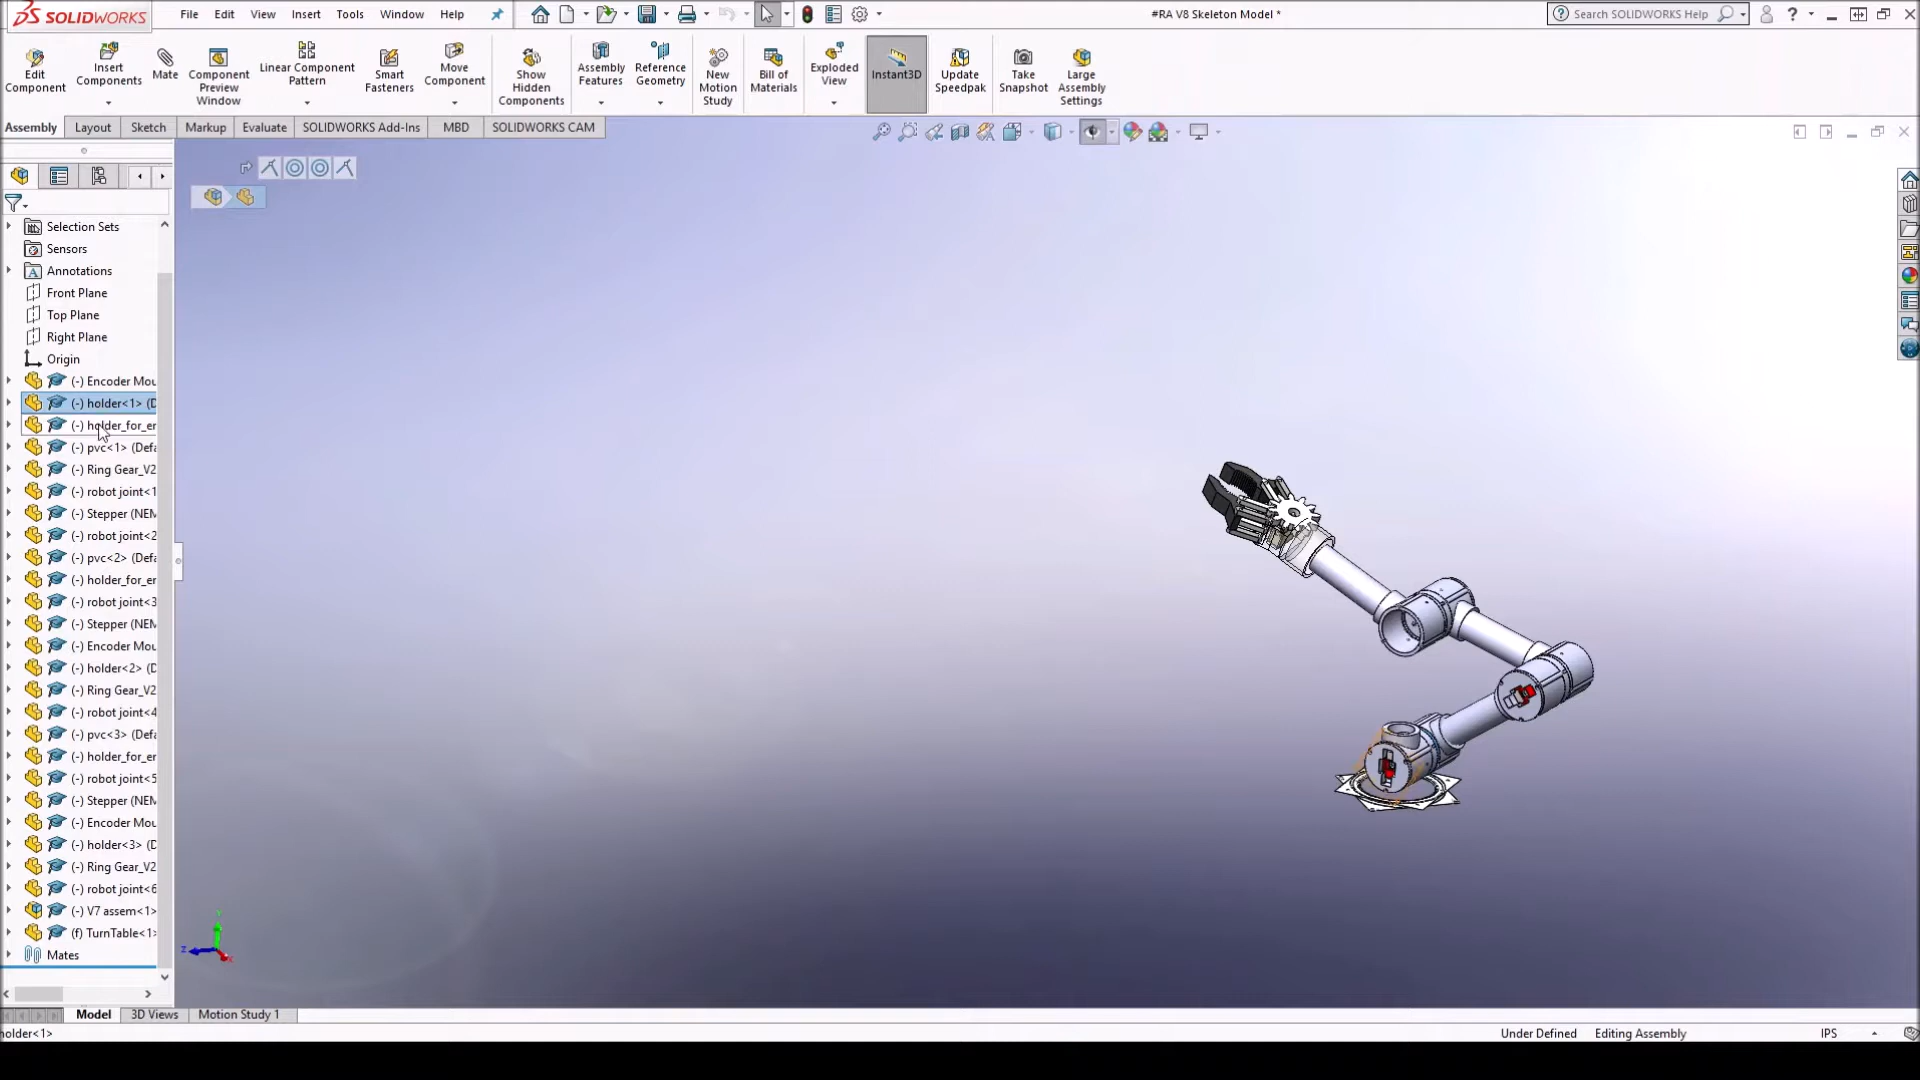 SOLIDWORKS
File Edit View Insert Tools Window Help
#RA V8 Skeleton Model *
Search SOLIDWORKS Help
Edit Component
Insert Components
Mate
Component Preview Window
Linear Component Pattern
Smart Fasteners
Move Component
Show Hidden Components
Assembly Features
Reference Geometry
New Motion Study
Bill of Materials
Exploded View
Instant3D
Update Speedpak
Take Snapshot
Large Assembly Settings
Assembly Layout Sketch Markup Evaluate SOLIDWORKS Add-Ins MBD SOLIDWORKS CAM
Selection Sets
Sensors
Annotations
Front Plane
Top Plane
Right Plane
Origin
(-) Encoder Mou
(-) holder<1> (D
(-) holder_for_er
(-) pvc<1> (Defa
(-) Ring Gear_V2
(-) robot joint<1
(-) Stepper (NEM
(-) robot joint<2
(-) pvc<2> (Defa
(-) holder_for_er
(-) robot joint<3
(-) Stepper (NEM
(-) Encoder Mou
(-) holder<2> (D
(-) Ring Gear_V2
(-) robot joint<4
(-) pvc<3> (Defa
(-) holder_for_er
(-) robot joint<5
(-) Stepper (NEM
(-) Encoder Mou
(-) holder<3> (D
(-) Ring Gear_V2
(-) robot joint<6
(-) V7 assem<1>
(f) TurnTable<1>
Mates
Model 3D Views Motion Study 1
holder<1>
Under Defined Editing Assembly IPS